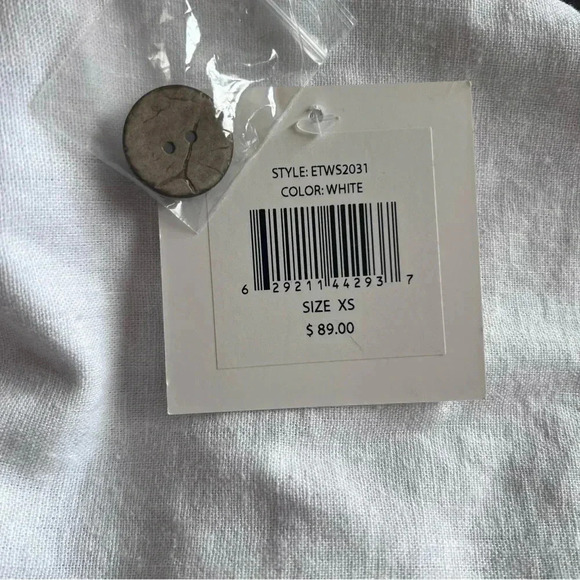 STYLE: ETWS2031
COLOR: WHITE
6 29211 44293 7
SIZE XS
$ 89.00